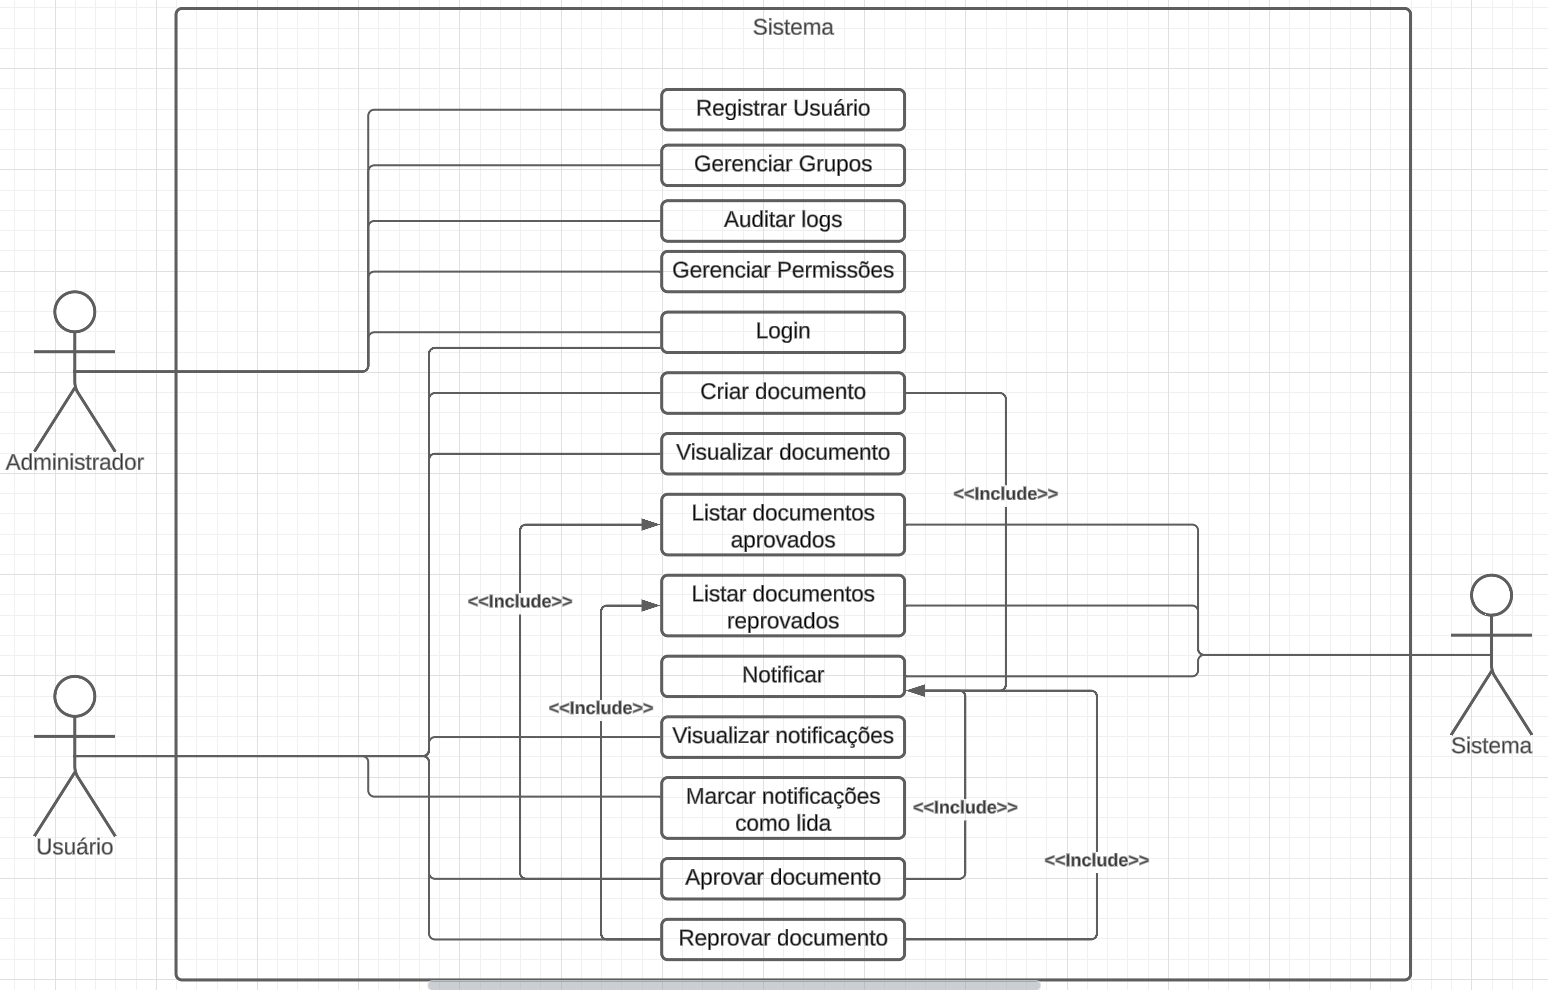 Sistema
Registrar Usuário
Gerenciar Grupos
Auditar logs
Gerenciar Permissões
Login
Criar documento
Visualizar documento
<<Include>>
Listar documentos
aprovados
<<Include>>
Listar documentos
reprovados
Notificar
<<Include>>
Visualizar notificações
Marcar notificações
como lida
<<Include>>
<<Include>>
Aprovar documento
Reprovar documento
Administrador
Usuário
Sistema